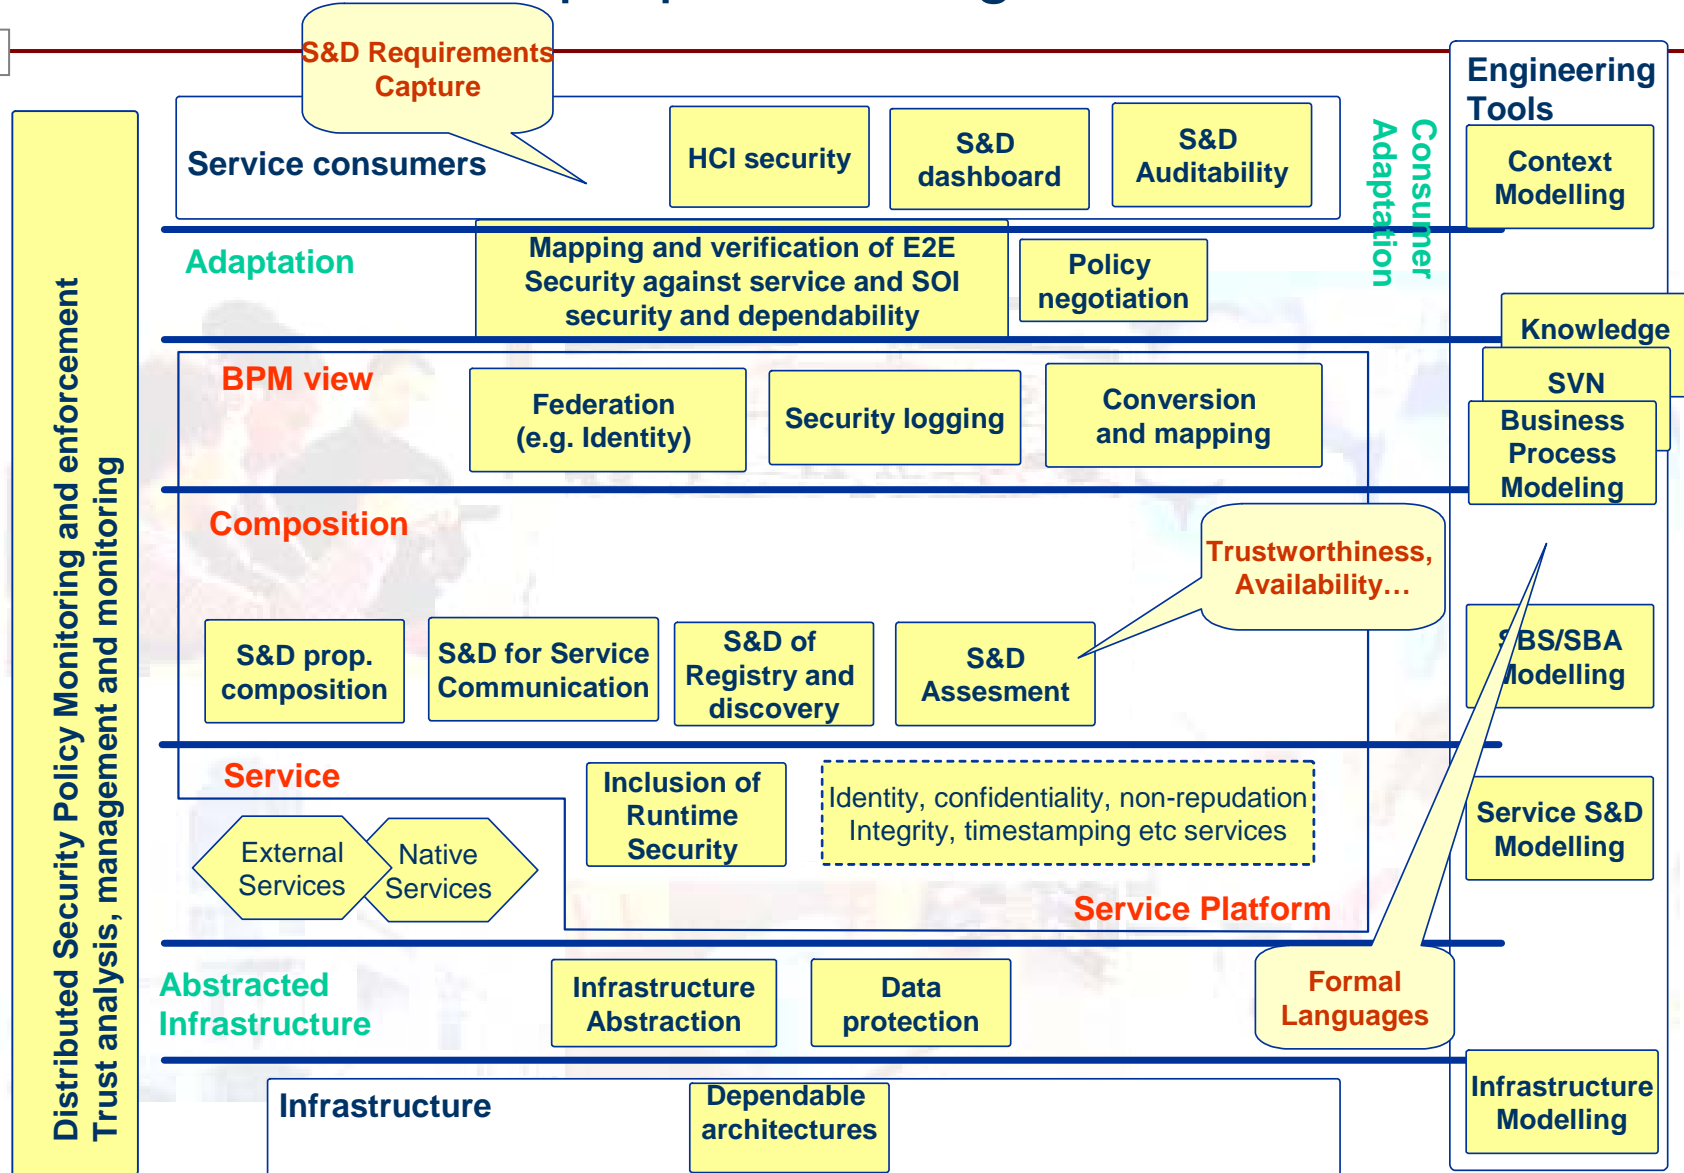 S&D Requirements
Capture
Engineering
Tools
Service consumers
HCI security
S&D
dashboard
S&D
Auditability
Consumer
Adaptation
Context
Modelling
Adaptation
Mapping and verification of E2E
Security against service and SOI
security and dependability
Policy
negotiation
Knowledge
SVN
Business
Process
Modeling
BPM view
Federation
(e.g. Identity)
Security logging
Conversion
and mapping
Composition
Trustworthiness,
Availability…
S&D prop.
composition
S&D for Service
Communication
S&D of
Registry and
discovery
S&D
Assesment
SBS/SBA
Modelling
Service
Inclusion of
Runtime
Security
Identity, confidentiality, non-repudation
Integrity, timestamping etc services
Service S&D
Modelling
External
Services
Native
Services
Service Platform
Abstracted
Infrastructure
Infrastructure
Abstraction
Data
protection
Formal
Languages
Infrastructure
Dependable
architectures
Infrastructure
Modelling
Distributed Security Policy Monitoring and enforcement
Trust analysis, management and monitoring